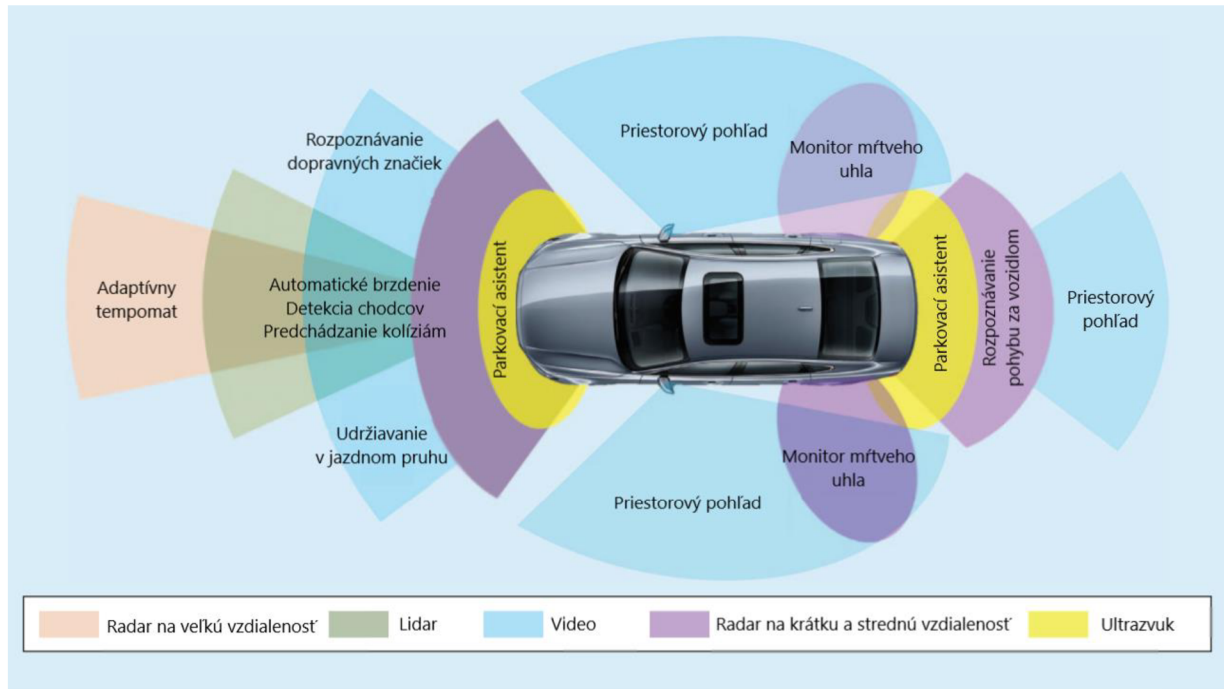 Rozpoznávanie
dopravných značiek
Priestorový pohľad
Monitor mŕtveho
uhla
Adaptívny
tempomat
Automatické brzdenie
Detekcia chodcov
Predchádzanie kolíziám
Parkovací asistent
Parkovací asistent
Rozpoznávanie
pohybu za vozidlom
Priestorový
pohľad
Udržiavanie
v jazdnom pruhu
Monitor mŕtveho
uhla
Priestorový pohľad
Radar na veľkú vzdialenosť
Lidar
Video
Radar na krátku a strednú vzdialenosť
Ultrazvuk